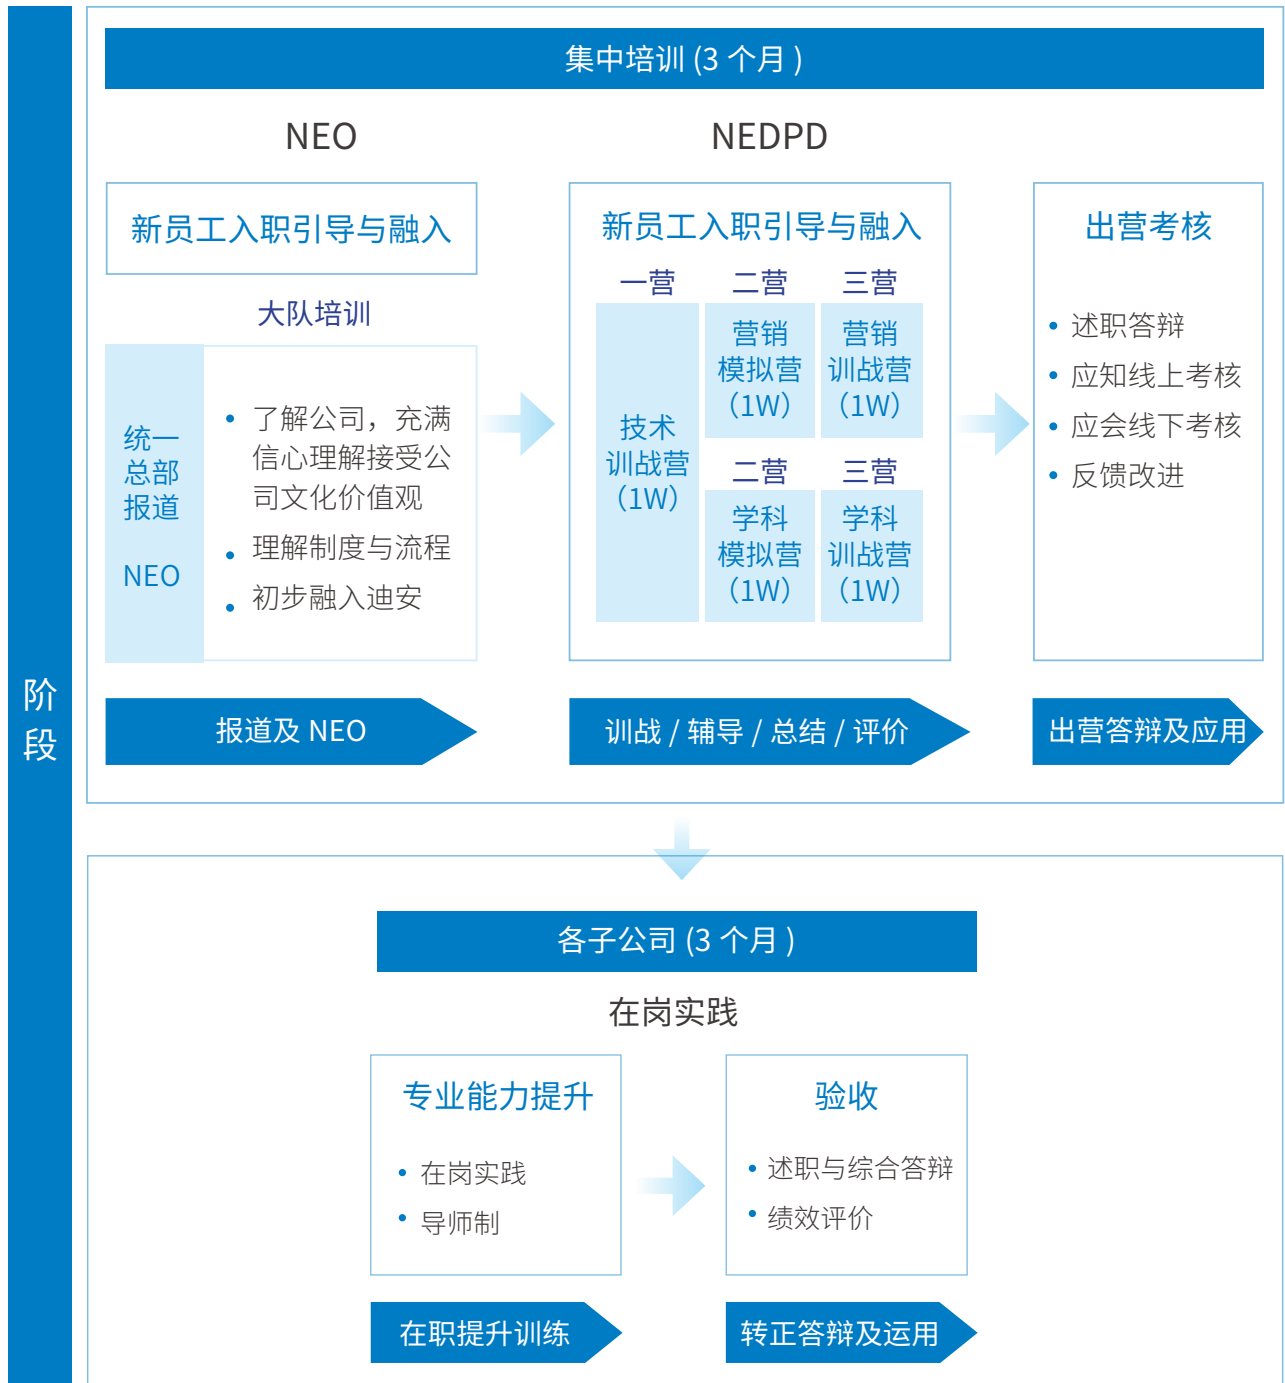 阶
段
集中培训 (3 个月 )
NEO
新员工入职引导与融入
大队培训
统一
总部
报道
NEO
• 了解公司，充满
信心理解接受公
司文化价值观
• 理解制度与流程
• 初步融入迪安
报道及 NEO
NEDPD
新员工入职引导与融入
一营
技术
训战营
（1W）
二营
营销
模拟营
（1W）
三营
营销
训战营
（1W）
二营
学科
模拟营
（1W）
三营
学科
训战营
（1W）
训战 / 辅导 / 总结 / 评价
出营考核
• 述职答辩
• 应知线上考核
• 应会线下考核
• 反馈改进
出营答辩及应用
各子公司 (3 个月 )
在岗实践
专业能力提升
• 在岗实践
• 导师制
在职提升训练
验收
• 述职与综合答辩
• 绩效评价
转正答辩及运用